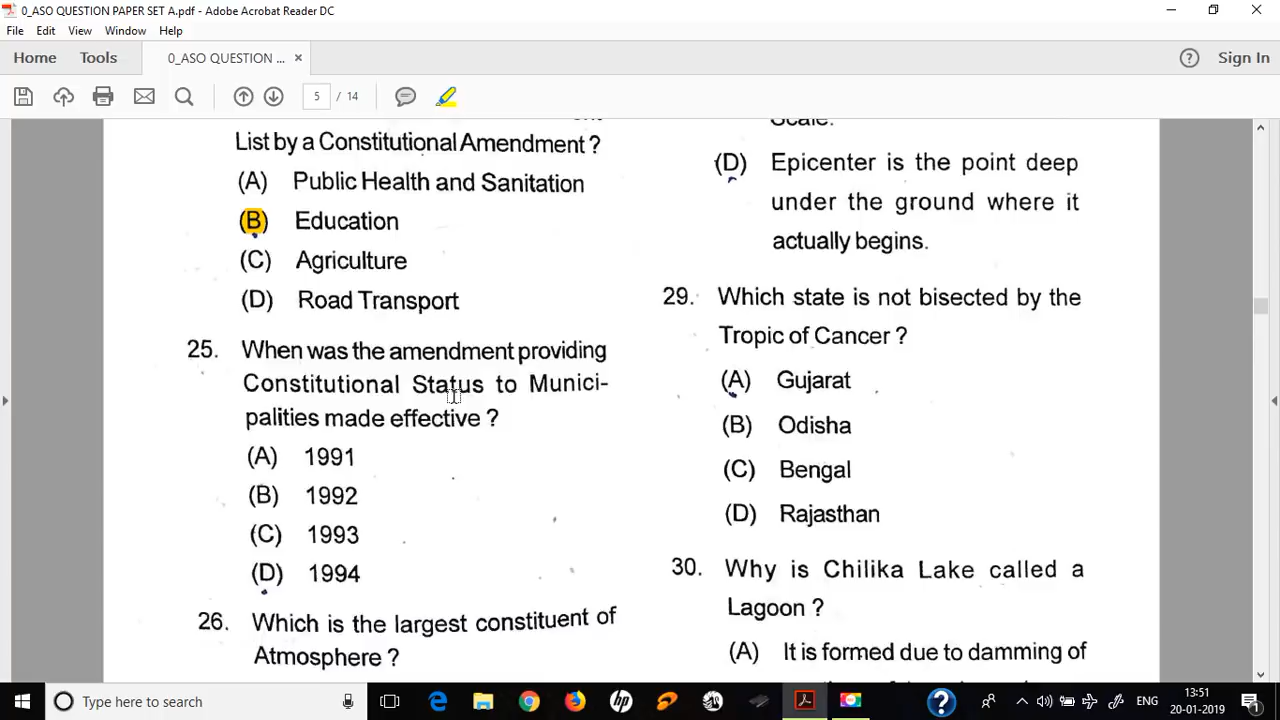 0_ASO QUESTION PAPER SET A.pdf - Adobe Acrobat Reader DC
File Edit View Window Help
Home Tools 0_ASO QUESTION ... × Sign In
5 / 14
List by a Constitutional Amendment ?
(A) Public Health and Sanitation
(B) Education
(C) Agriculture
(D) Road Transport
25. When was the amendment providing
Constitutional Status to Munici-
palities made effective ?
(A) 1991
(B) 1992
(C) 1993
(D) 1994
26. Which is the largest constituent of
Atmosphere ?
Scale.
(D) Epicenter is the point deep
under the ground where it
actually begins.
29. Which state is not bisected by the
Tropic of Cancer ?
(A) Gujarat
(B) Odisha
(C) Bengal
(D) Rajasthan
30. Why is Chilika Lake called a
Lagoon ?
(A) It is formed due to damming of
Type here to search
hp
ENG
13:51
20-01-2019